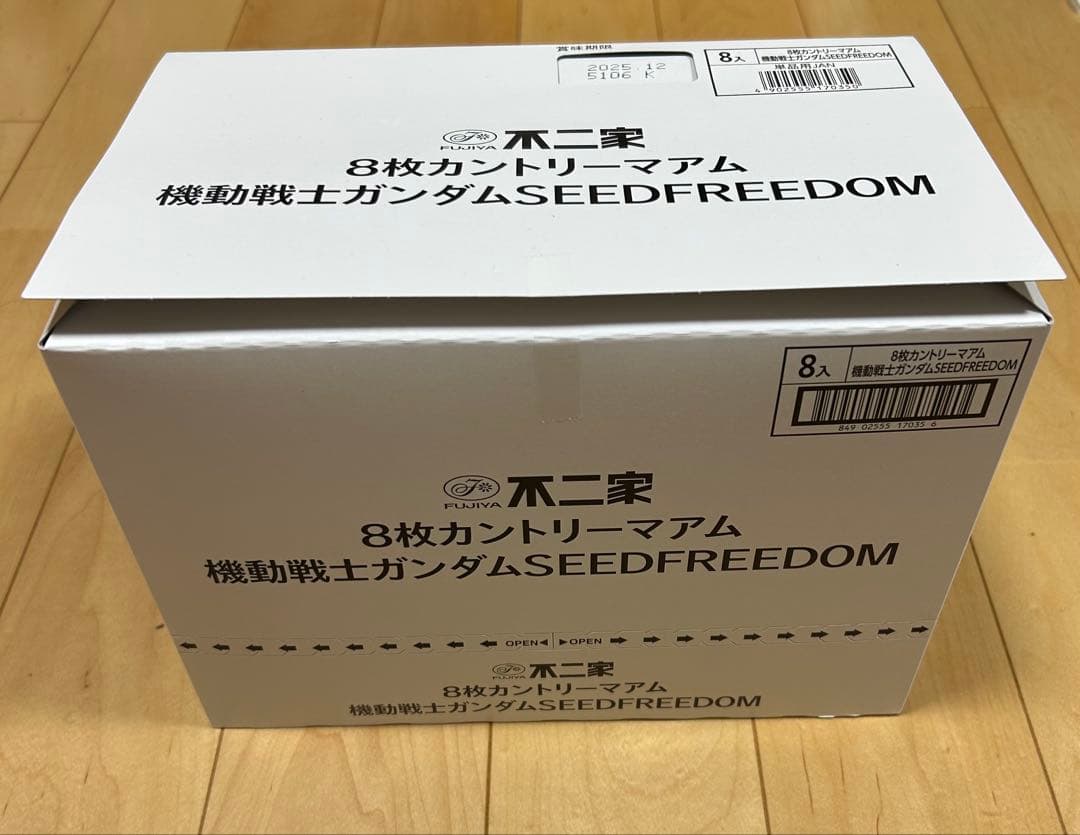 賞味期限
2025.12
5106 K
8入
8枚カントリーマアム
機動戦士ガンダムSEEDFREEDOM
単品用JAN
4 902555 170350
FUJIYA 不二家
8枚カントリーマアム
機動戦士ガンダムSEEDFREEDOM
8入
8枚カントリーマアム
機動戦士ガンダムSEEDFREEDOM
849 02555 17035 6
FUJIYA 不二家
8枚カントリーマアム
機動戦士ガンダムSEEDFREEDOM
OPEN OPEN
FUJIYA 不二家
8枚カントリーマアム
機動戦士ガンダムSEEDFREEDOM